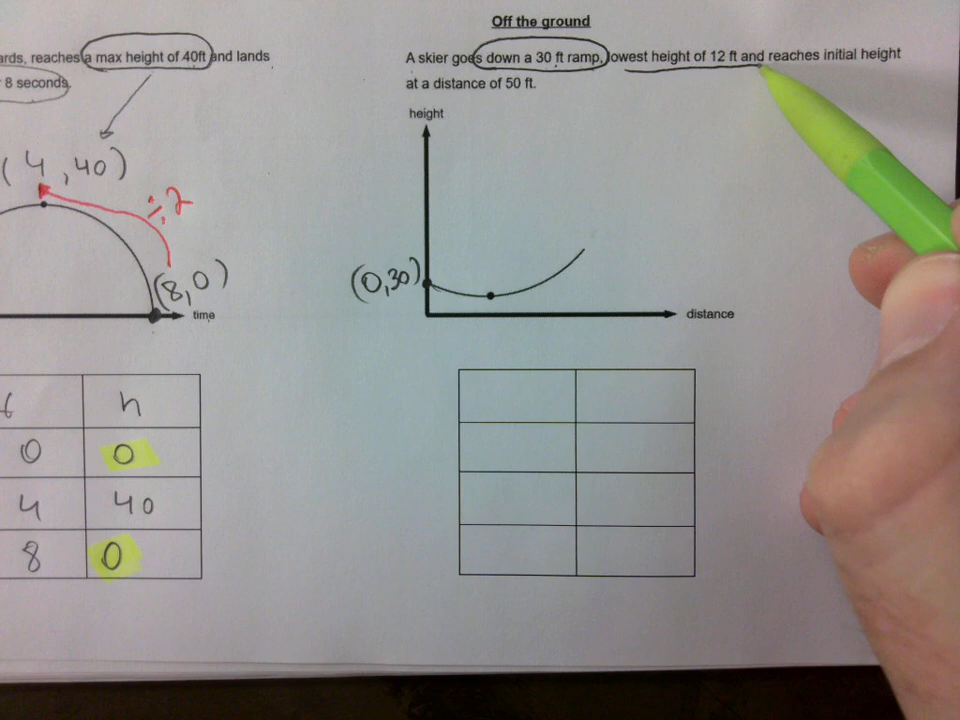 ards, reaches a max height of 40ft and lands
8 seconds
(4,40)
÷2
(8,0)
time
h
0 0
4 40
8 0
Off the ground
A skier goes down a 30 ft ramp, lowest height of 12 ft and reaches initial height
at a distance of 50 ft.
height
(0,30)
distance